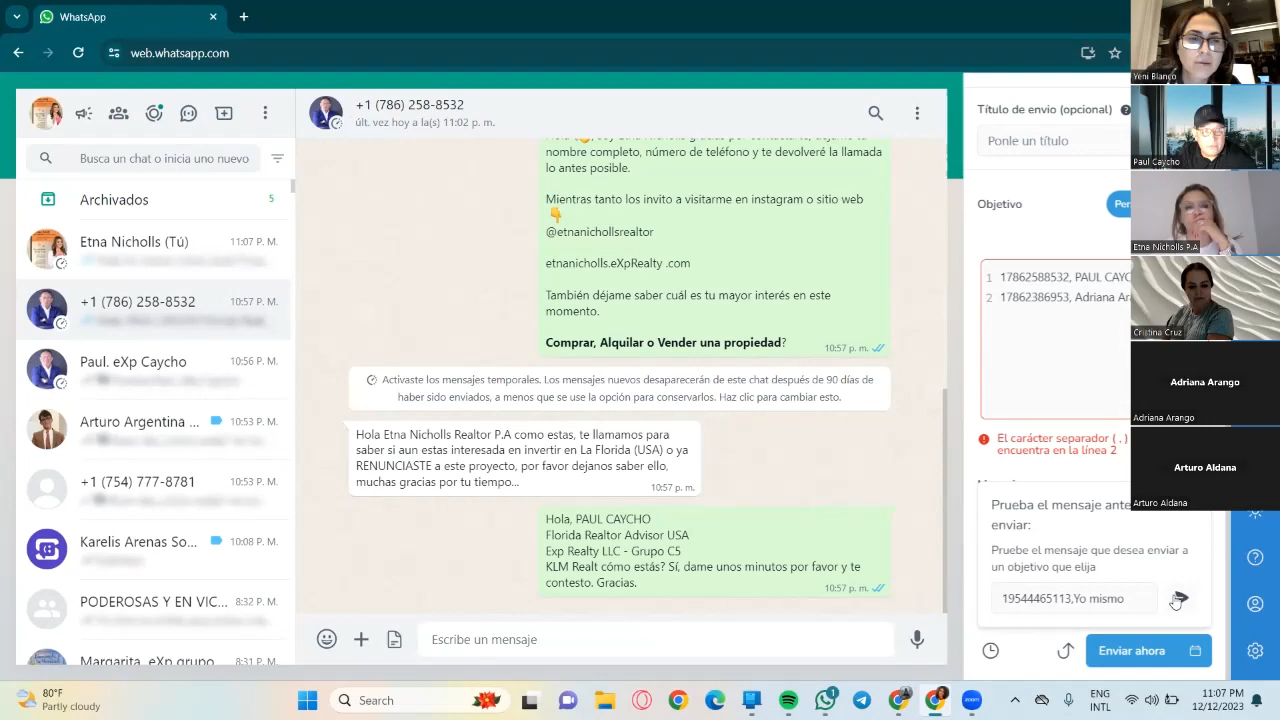 WhatsApp
web.whatsapp.com
Busca un chat o inicia uno nuevo
Archivados
5
Etna Nicholls (Tú)
11:07 P. M.
+1 (786) 258-8532
10:57 P. M.
Paul. eXp Caycho
10:56 P. M.
Arturo Argentina ...
10:53 P. M.
+1 (754) 777-8781
10:53 P. M.
Karelis Arenas So...
10:08 P. M.
PODEROSAS Y EN VIC...
8:32 P. M.
Margarita. eXp grupo
8:31 P. M.
+1 (786) 258-8532
últ. vez hoy a la(s) 11:02 p. m.
nombre completo, número de teléfono y te devolveré la llamada
lo antes posible.
Mientras tanto los invito a visitarme en instagram o sitio web
👇
@etnanichollsrealtor
etnanicholls.eXpRealty .com
También déjame saber cuál es tu mayor interés en este
momento.
Comprar, Alquilar o Vender una propiedad?
10:57 p. m.
Activaste los mensajes temporales. Los mensajes nuevos desaparecerán de este chat después de 90 días de
haber sido enviados, a menos que se use la opción para conservarlos. Haz clic para cambiar esto.
Hola Etna Nicholls Realtor P.A como estas, te llamamos para
saber si aun estas interesada en invertir en La Florida (USA) o ya
RENUNCIASTE a este proyecto, por favor dejanos saber ello,
muchas gracias por tu tiempo...
10:57 p. m.
Hola, PAUL CAYCHO
Florida Realtor Advisor USA
Exp Realty LLC - Grupo C5
KLM Realt cómo estás? Sí, dame unos minutos por favor y te
contesto. Gracias.
10:57 p. m.
Escribe un mensaje
Título de envio (opcional)
Ponle un título
Objetivo
Per
1 17862588532, PAUL CAYC
2 17862386953, Adriana Ar
El carácter separador ( , )
encuentra en la línea 2
Prueba el mensaje ante
enviar:
Pruebe el mensaje que desea enviar a
un objetivo que elija
19544465113,Yo mismo
Enviar ahora
Yeni Blanco
Paul Caycho
Etna Nicholls P.A
Cristina Cruz
Adriana Arango
Adriana Arango
Arturo Aldana
Arturo Aldana
80°F
Partly cloudy
Search
1
zoom
ENG
INTL
11:07 PM
12/12/2023